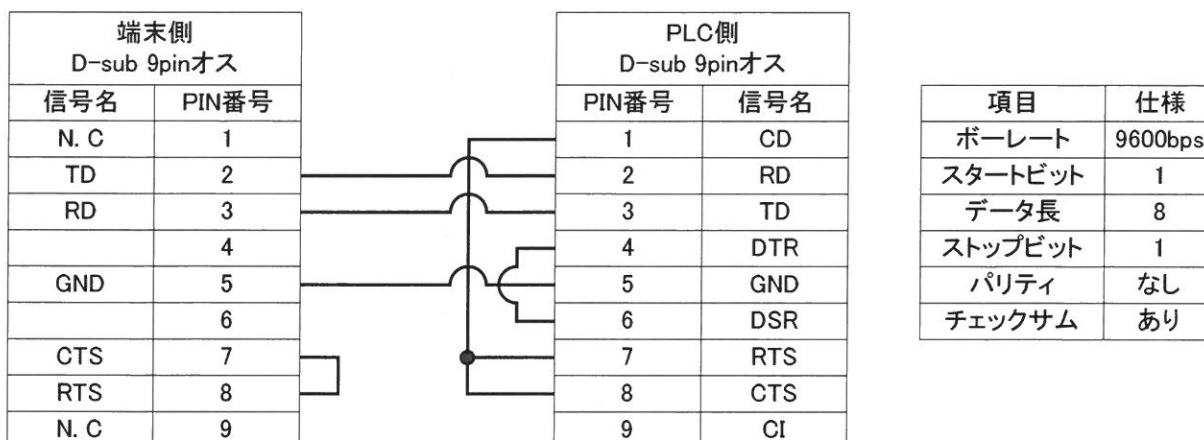 端末側
D-sub 9pinオス
信号名 PIN番号
N. C 1
TD 2
RD 3
4
GND 5
6
CTS 7
RTS 8
N. C 9
PLC側
D-sub 9pinオス
PIN番号 信号名
1 CD
2 RD
3 TD
4 DTR
5 GND
6 DSR
7 RTS
8 CTS
9 CI
項目 仕様
ボーレート 9600bps
スタートビット 1
データ長 8
ストップビット 1
パリティ なし
チェックサム あり